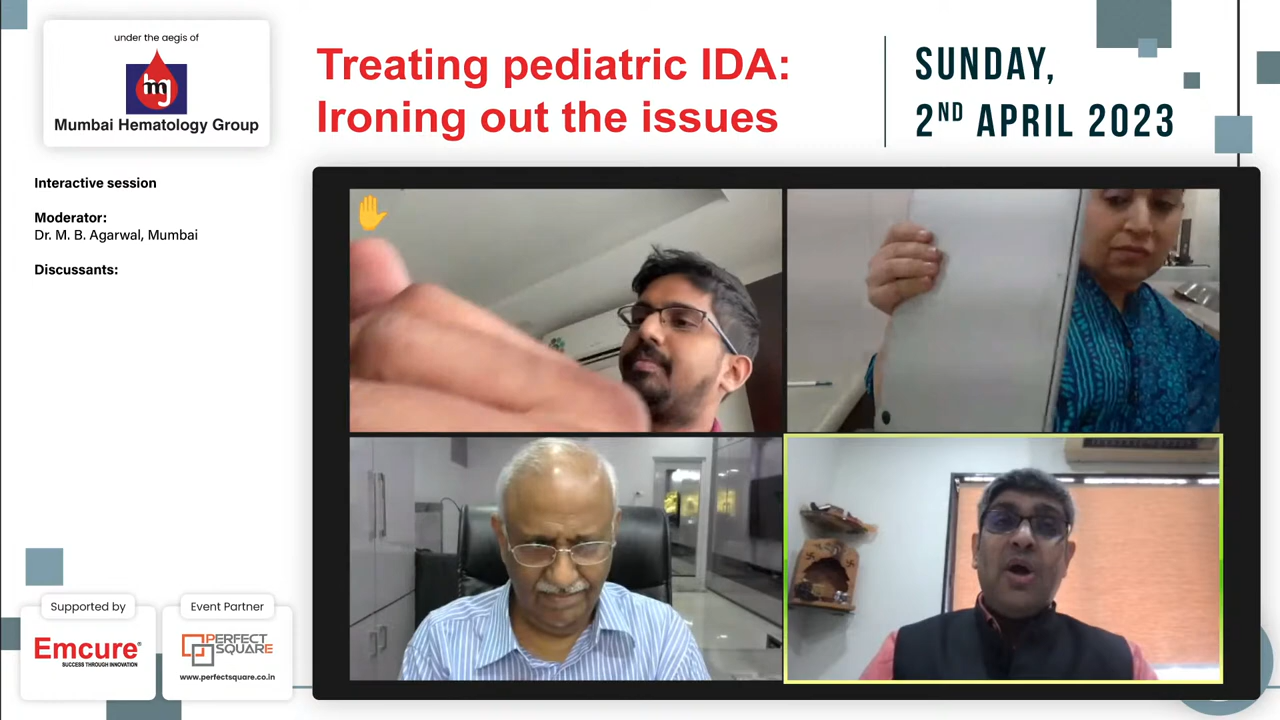 under the aegis of
hmg
Mumbai Hematology Group
Treating pediatric IDA:
Ironing out the issues
SUNDAY,
2ND APRIL 2023
Interactive session
Moderator:
Dr. M. B. Agarwal, Mumbai
Discussants:
Supported by
Emcure®
SUCCESS THROUGH INNOVATION
Event Partner
PERFECT
SQUARE
www.perfectsquare.co.in